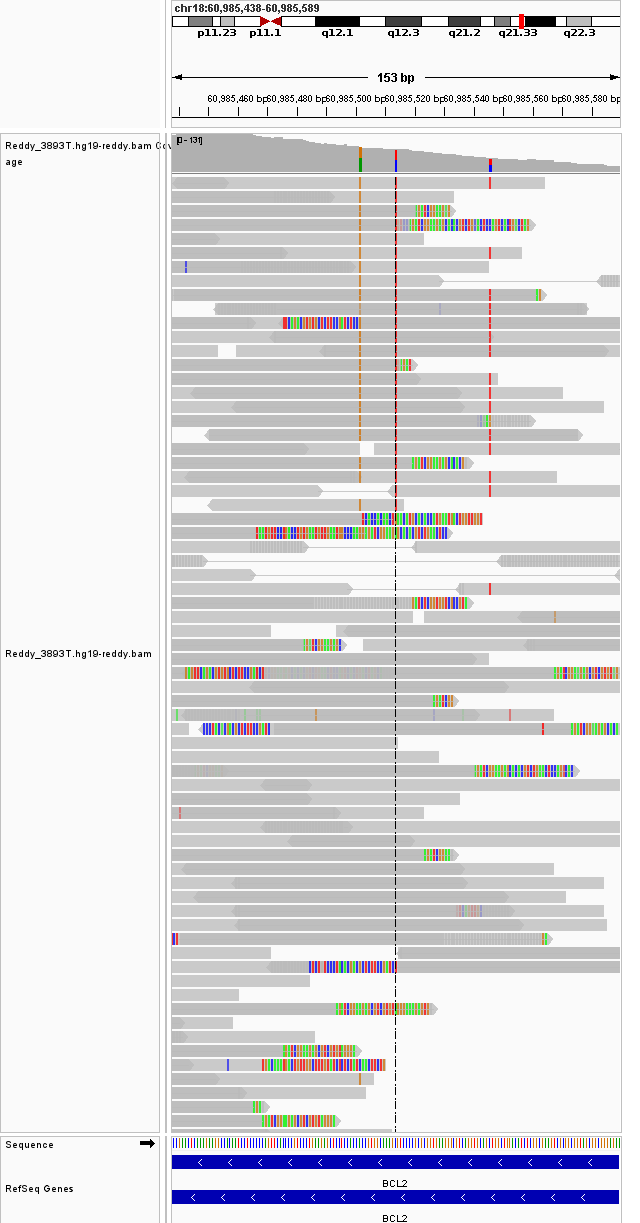 chr18:60,985,438-60,985,589
p11.23 p11.1 q12.1 q12.3 q21.2 q21.33 q22.3
153 bp
60,985,460 bp 60,985,480 bp 60,985,500 bp 60,985,520 bp 60,985,540 bp 60,985,560 bp 60,985,580 bp
[0 - 131]
Reddy_3893T.hg19-reddy.bam Cov
age
Reddy_3893T.hg19-reddy.bam
Sequence
BCL2
RefSeq Genes
BCL2